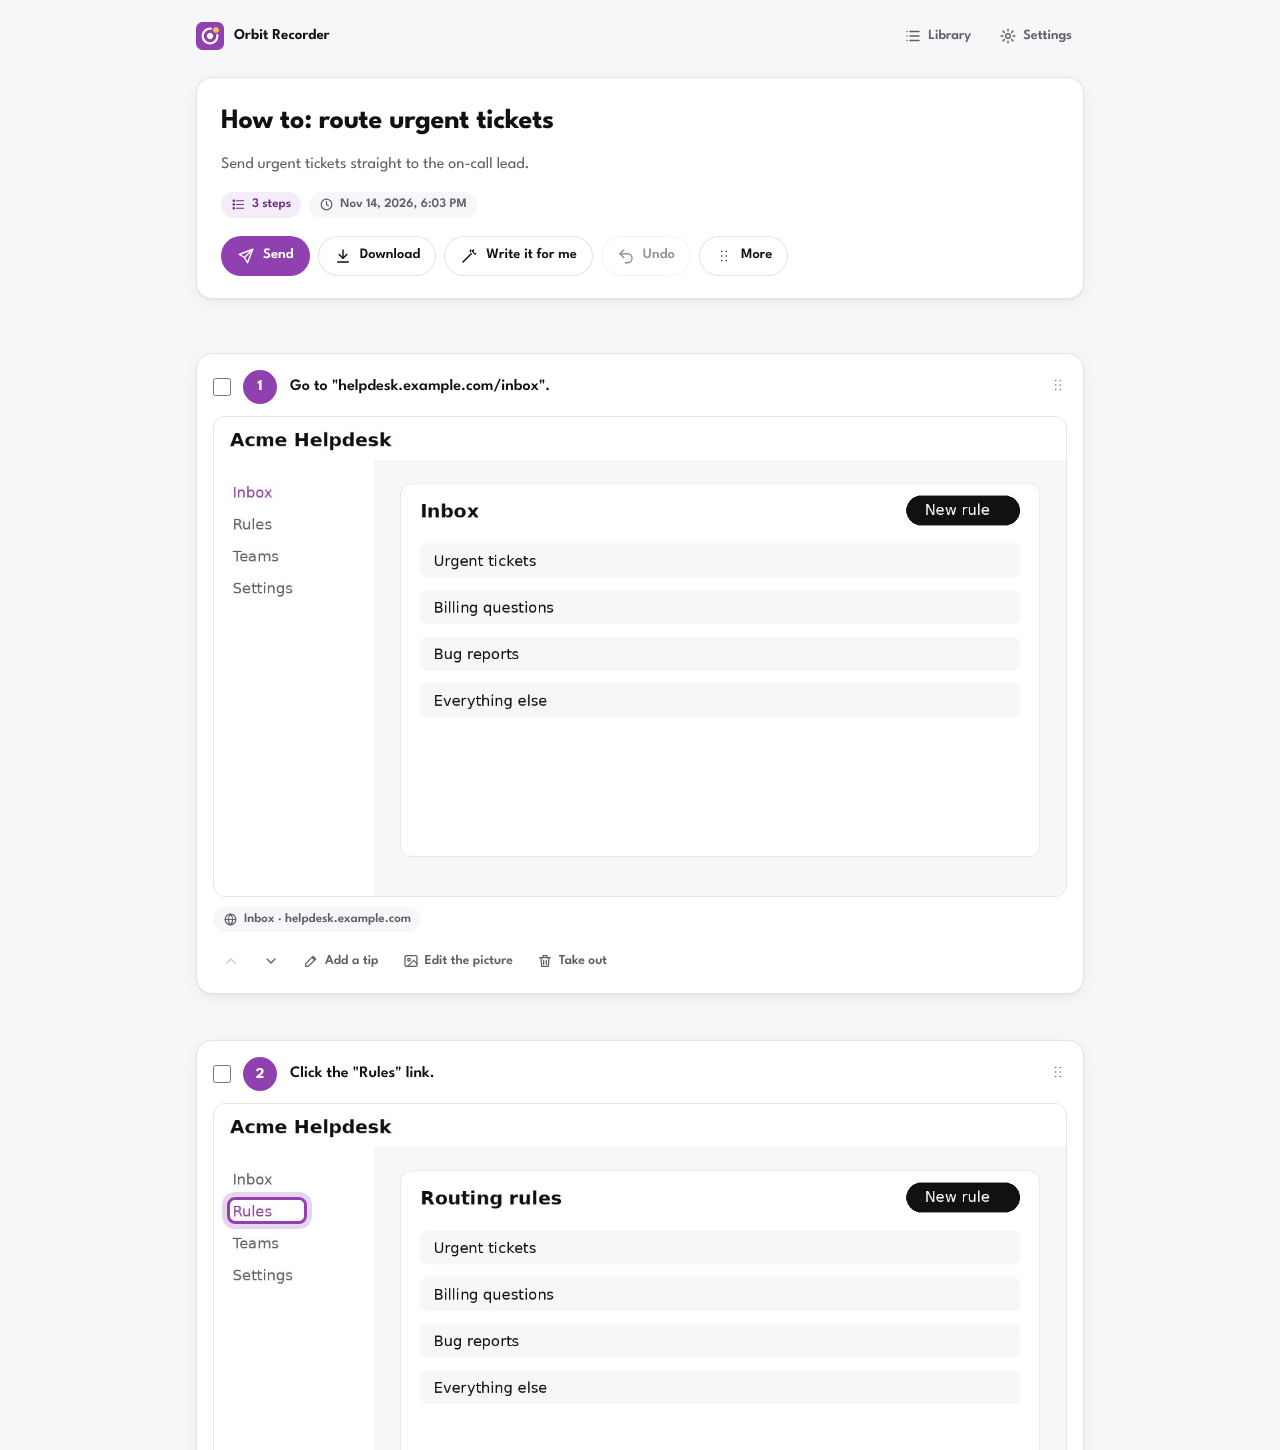 Orbit Recorder
Library
Settings
How to: route urgent tickets
Send urgent tickets straight to the on-call lead.
3 steps
Nov 14, 2026, 6:03 PM
Send
Download
Write it for me
Undo
More
1
Go to "helpdesk.example.com/inbox".
Acme Helpdesk
Inbox
Rules
Teams
Settings
Inbox
New rule
Urgent tickets
Billing questions
Bug reports
Everything else
Inbox · helpdesk.example.com
Add a tip
Edit the picture
Take out
2
Click the "Rules" link.
Acme Helpdesk
Inbox
Rules
Teams
Settings
Routing rules
New rule
Urgent tickets
Billing questions
Bug reports
Everything else